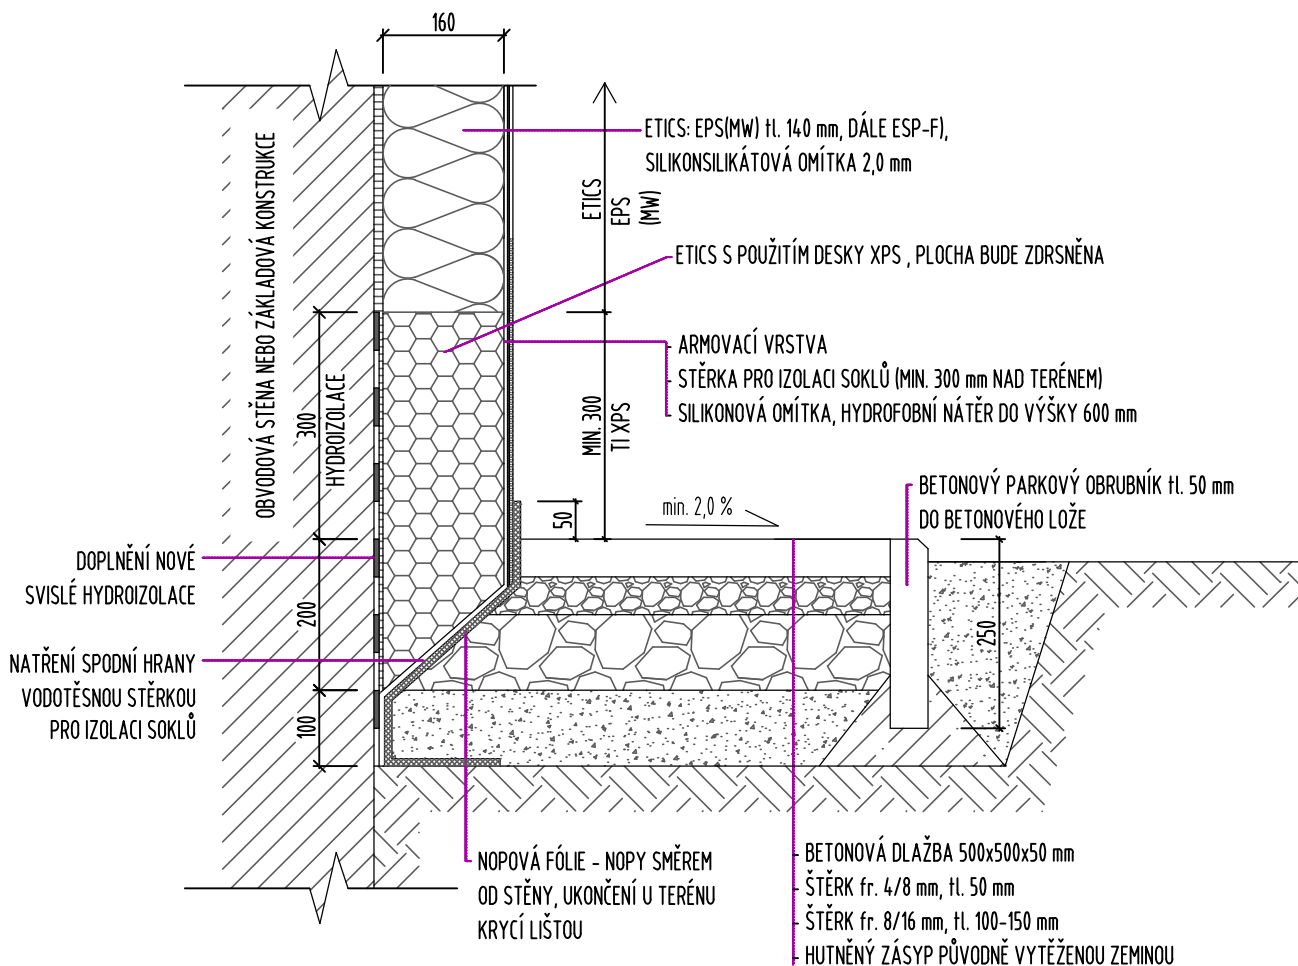 160
ETICS: EPS(MW) tl. 140 mm, DÁLE ESP-F),
SILIKONSILIKÁTOVÁ OMÍTKA 2,0 mm
OBVODOVÁ STĚNA NEBO ZÁKLADOVÁ KONSTRUKCE
ETICS
EPS
(MW)
ETICS S POUŽITÍM DESKY XPS , PLOCHA BUDE ZDRSNĚNA
- ARMOVACÍ VRSTVA
- STĚRKA PRO IZOLACI SOKLŮ (MIN. 300 mm NAD TERÉNEM)
- SILIKONOVÁ OMÍTKA, HYDROFOBNÍ NÁTĚR DO VÝŠKY 600 mm
300
HYDROIZOLACE
MIN. 300
TI XPS
BETONOVÝ PARKOVÝ OBRUBNÍK tl. 50 mm
DO BETONOVÉHO LOŽE
min. 2,0 %
50
DOPLNĚNÍ NOVÉ
SVISLÉ HYDROIZOLACE
200
250
NATŘENÍ SPODNÍ HRANY
VODOTĚSNOU STĚRKOU
PRO IZOLACI SOKLŮ
100
NOPOVÁ FÓLIE - NOPY SMĚREM
OD STĚNY, UKONČENÍ U TERÉNU
KRYCÍ LIŠTOU
- BETONOVÁ DLAŽBA 500x500x50 mm
- ŠTĚRK fr. 4/8 mm, tl. 50 mm
- ŠTĚRK fr. 8/16 mm, tl. 100-150 mm
- HUTNĚNÝ ZÁSYP PŮVODNĚ VYTĚŽENOU ZEMINOU